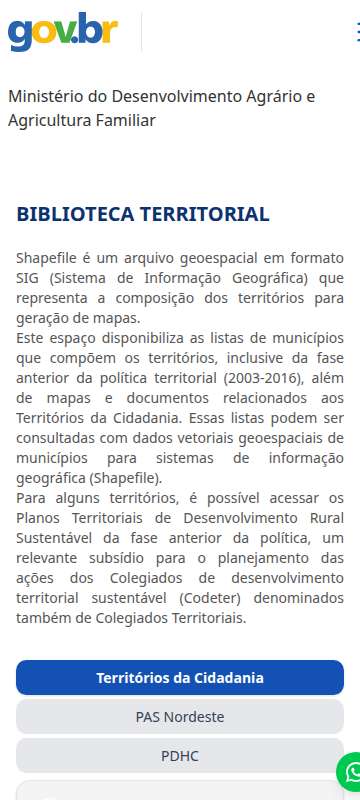 gov.br
Ministério do Desenvolvimento Agrário e
Agricultura Familiar
BIBLIOTECA TERRITORIAL
Shapefile é um arquivo geoespacial em formato
SIG (Sistema de Informação Geográfica) que
representa a composição dos territórios para
geração de mapas.
Este espaço disponibiliza as listas de municípios
que compõem os territórios, inclusive da fase
anterior da política territorial (2003-2016), além
de mapas e documentos relacionados aos
Territórios da Cidadania. Essas listas podem ser
consultadas com dados vetoriais geoespaciais de
municípios para sistemas de informação
geográfica (Shapefile).
Para alguns territórios, é possível acessar os
Planos Territoriais de Desenvolvimento Rural
Sustentável da fase anterior da política, um
relevante subsídio para o planejamento das
ações dos Colegiados de desenvolvimento
territorial sustentável (Codeter) denominados
também de Colegiados Territoriais.
Territórios da Cidadania
PAS Nordeste
PDHC